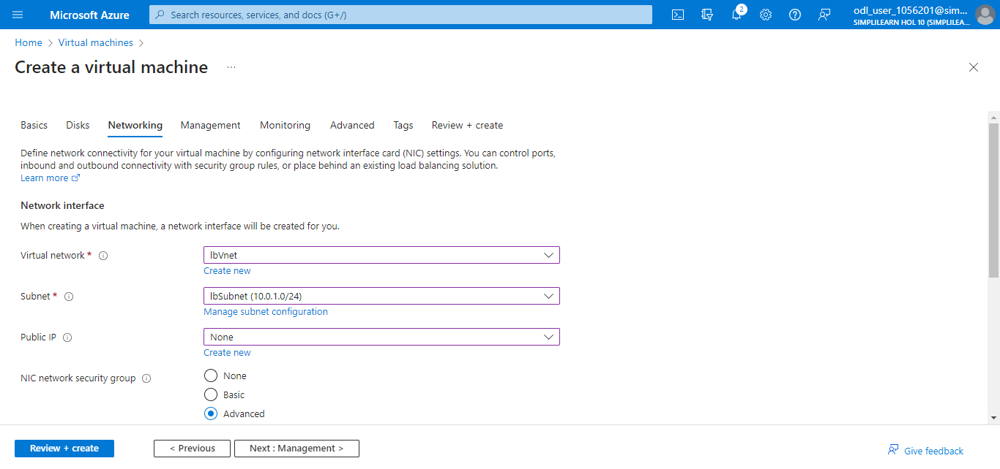 Microsoft Azure
Search resources, services, and docs (G+/)
2
odl_user_1056201@sim...
SIMPLILEARN HOL 10 (SIMPLILEA...
Home > Virtual machines >
Create a virtual machine ...
Basics Disks Networking Management Monitoring Advanced Tags Review + create
Define network connectivity for your virtual machine by configuring network interface card (NIC) settings. You can control ports,
inbound and outbound connectivity with security group rules, or place behind an existing load balancing solution.
Learn more
Network interface
When creating a virtual machine, a network interface will be created for you.
Virtual network * lbVnet
Create new
Subnet * lbSubnet (10.0.1.0/24)
Manage subnet configuration
Public IP None
Create new
NIC network security group None
Basic
Advanced
Review + create < Previous Next : Management > Give feedback